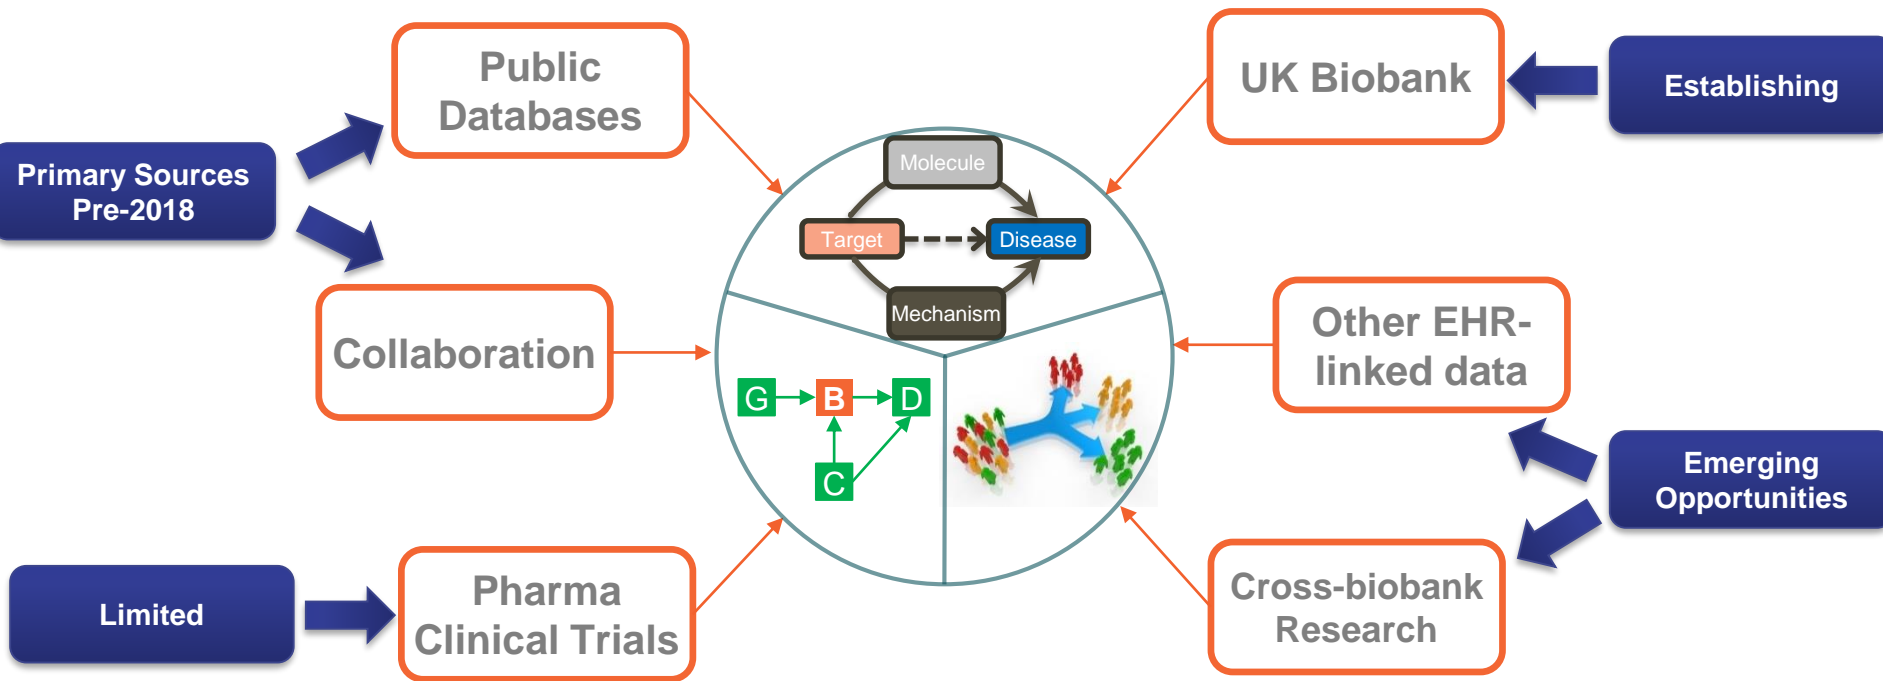 Public
Databases
UK Biobank
Establishing
Primary Sources
Pre-2018
Molecule
Target
Disease
Mechanism
Collaboration
Other EHR-
linked data
G
B
D
C
Emerging
Opportunities
Limited
Pharma
Clinical Trials
Cross-biobank
Research